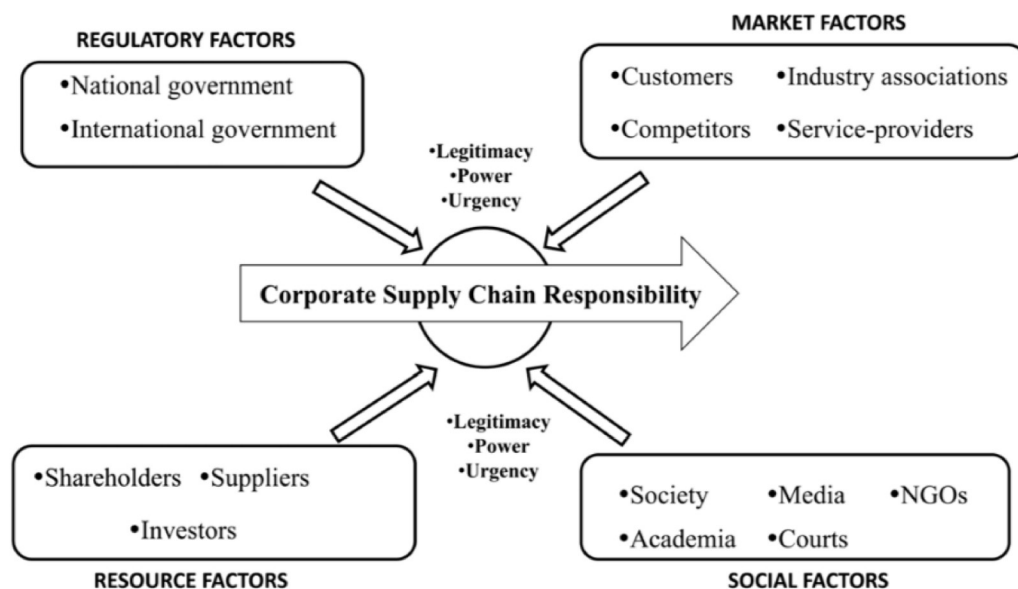 REGULATORY FACTORS
•National government
•International government
MARKET FACTORS
•Customers •Industry associations
•Competitors •Service-providers
•Legitimacy
•Power
•Urgency
Corporate Supply Chain Responsibility
•Legitimacy
•Power
•Urgency
•Shareholders •Suppliers
•Investors
RESOURCE FACTORS
•Society •Media •NGOs
•Academia •Courts
SOCIAL FACTORS